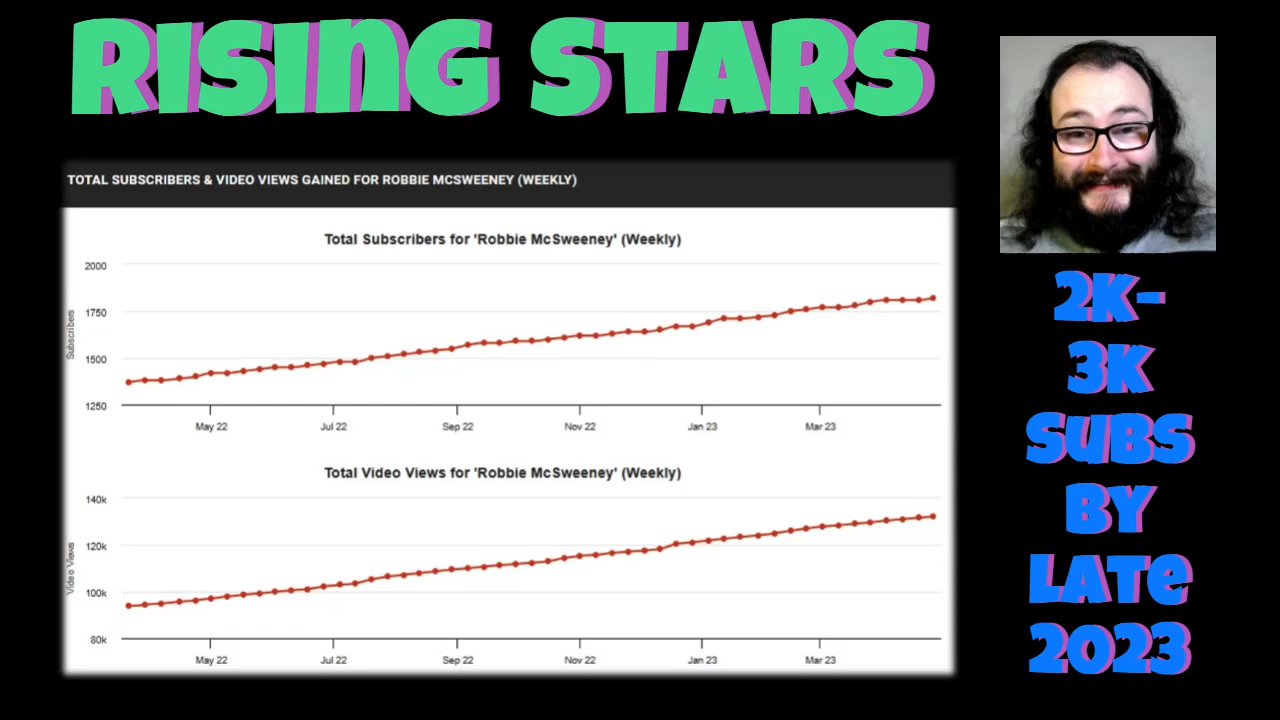 RISING STARS
TOTAL SUBSCRIBERS & VIDEO VIEWS GAINED FOR ROBBIE MCSWEENEY (WEEKLY)
Total Subscribers for 'Robbie McSweeney' (Weekly)
2000
1750
1500
1250
Subscribers
May 22 Jul 22 Sep 22 Nov 22 Jan 23 Mar 23
Total Video Views for 'Robbie McSweeney' (Weekly)
140k
120k
100k
80k
Video Views
May 22 Jul 22 Sep 22 Nov 22 Jan 23 Mar 23
2K-
3K
SUBS
BY
LATE
2023